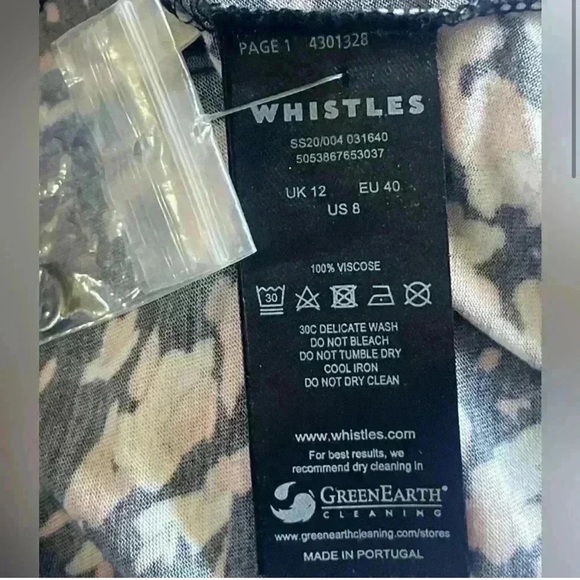 PAGE 1 4301328
WHISTLES
SS20/004 031640
5053867653037
UK 12 EU 40
US 8
100% VISCOSE
30
30C DELICATE WASH
DO NOT BLEACH
DO NOT TUMBLE DRY
COOL IRON
DO NOT DRY CLEAN
www.whistles.com
For best results, we
recommend dry cleaning in
GREENEARTH®
CLEANING
www.greenearthcleaning.com/stores
MADE IN PORTUGAL